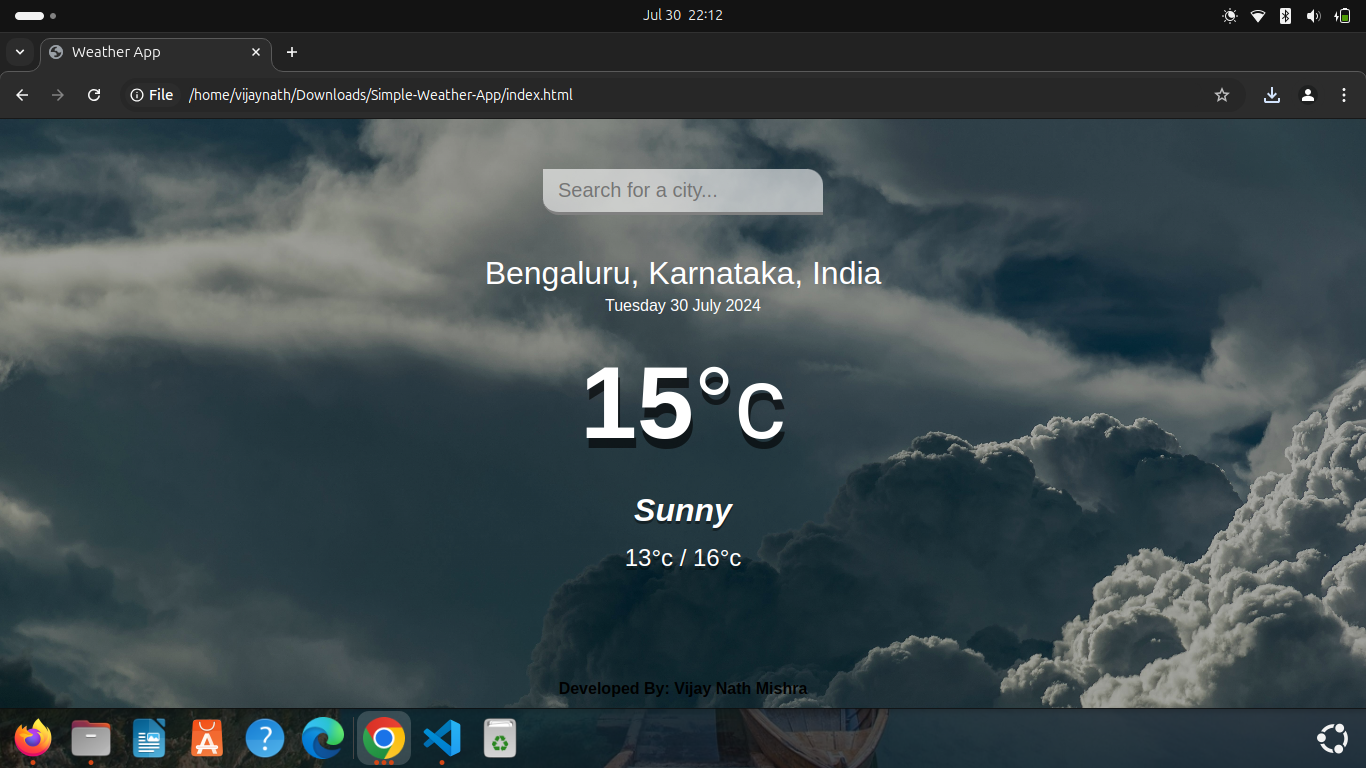 Jul 30 22:12
Weather App
File /home/vijaynath/Downloads/Simple-Weather-App/index.html
Search for a city...
Bengaluru, Karnataka, India
Tuesday 30 July 2024
15°c
Sunny
13°c / 16°c
Developed By: Vijay Nath Mishra